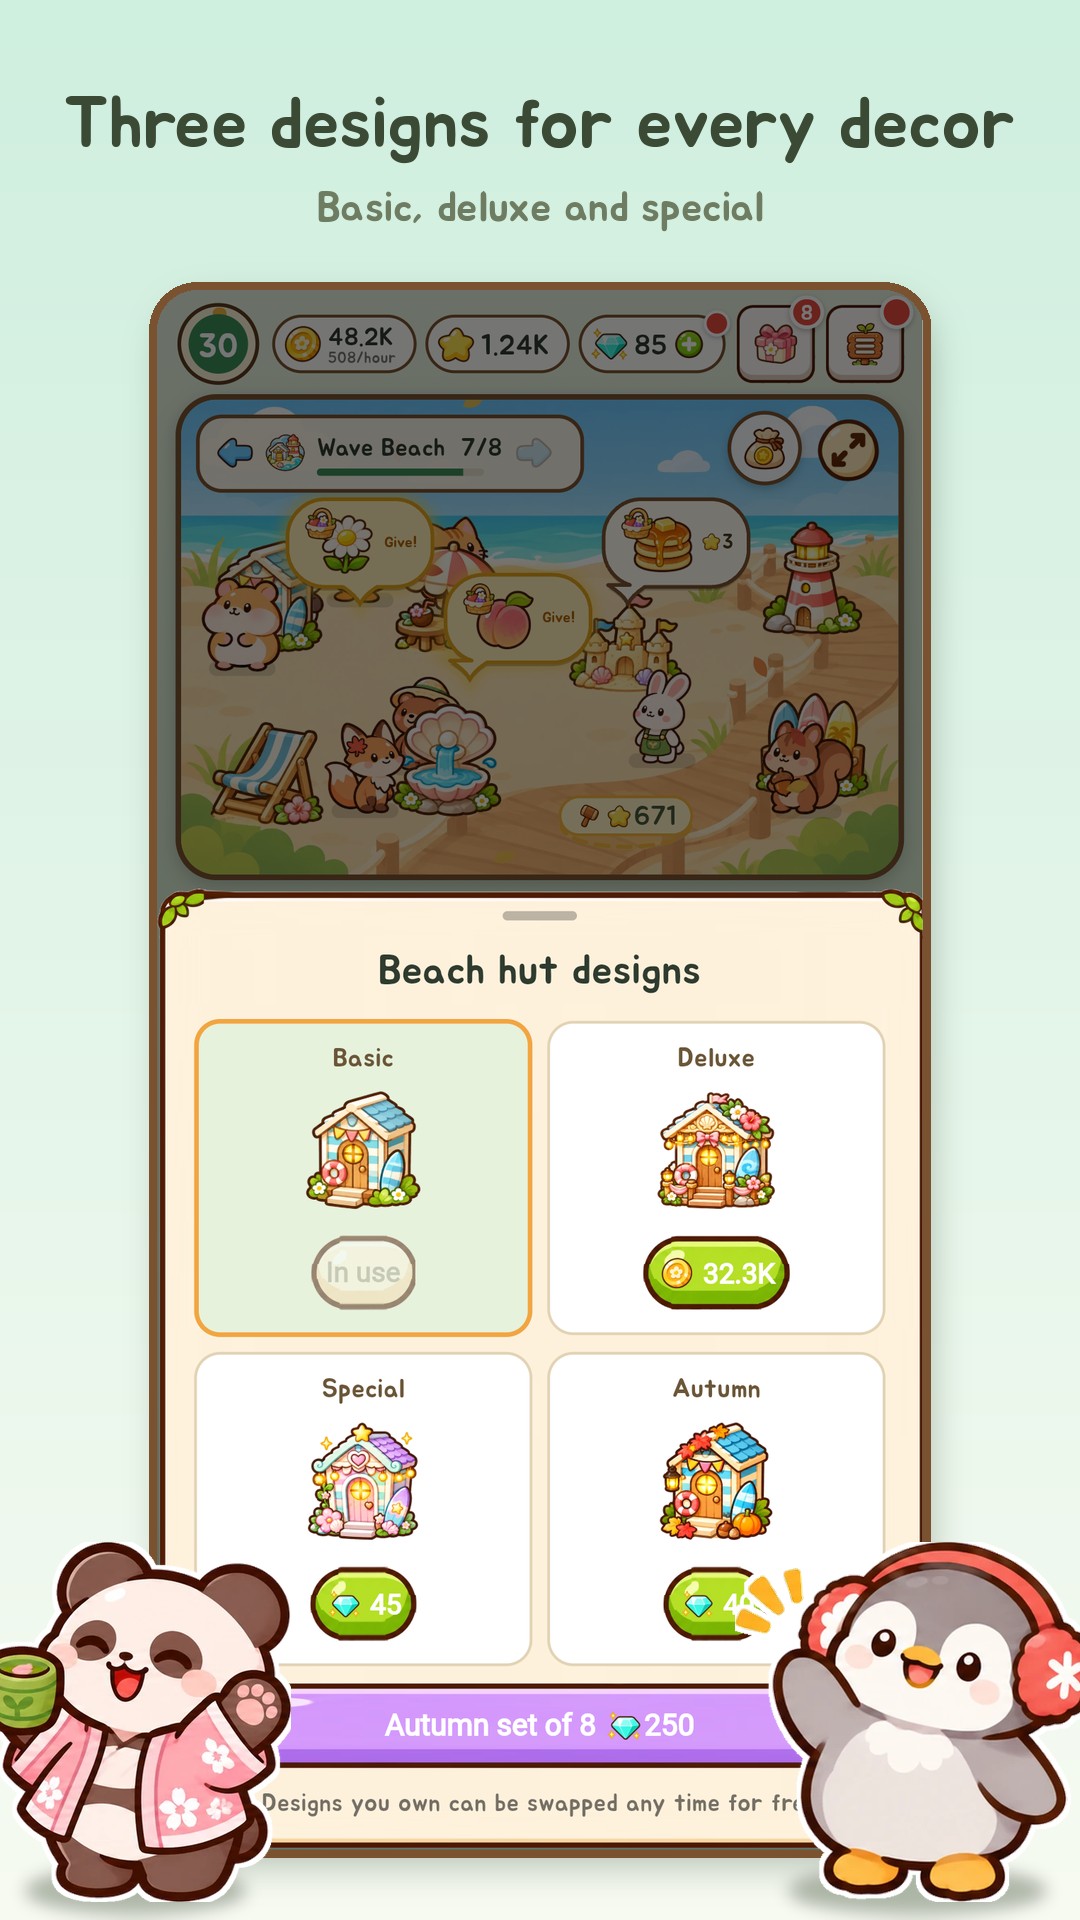 Three designs for every decor
Basic, deluxe and special
30
48.2K
508/hour
1.24K
85
8
Wave Beach 7/8
Give!
3
Give!
671
Beach hut designs
Basic
Deluxe
In use
32.3K
Special
Autumn
45
Autumn set of 8 250
Designs you own can be swapped any time for